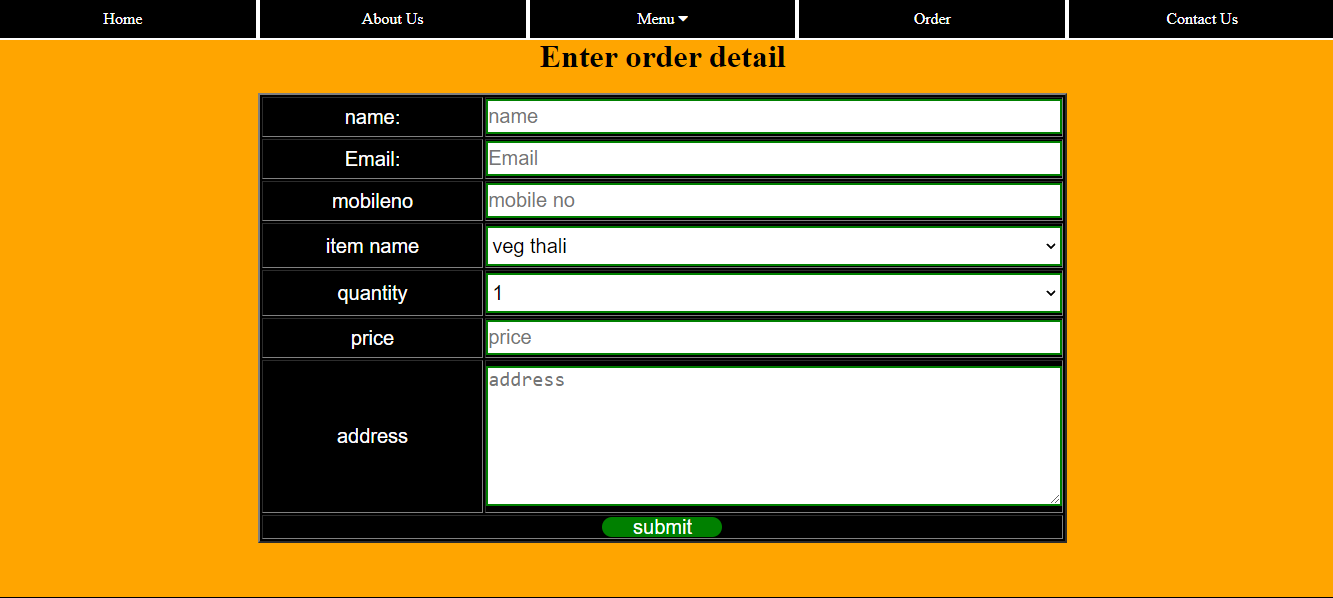 Home About Us Menu Order Contact Us
Enter order detail
name: name
Email: Email
mobileno mobile no
item name veg thali
quantity 1
price price
address address
submit